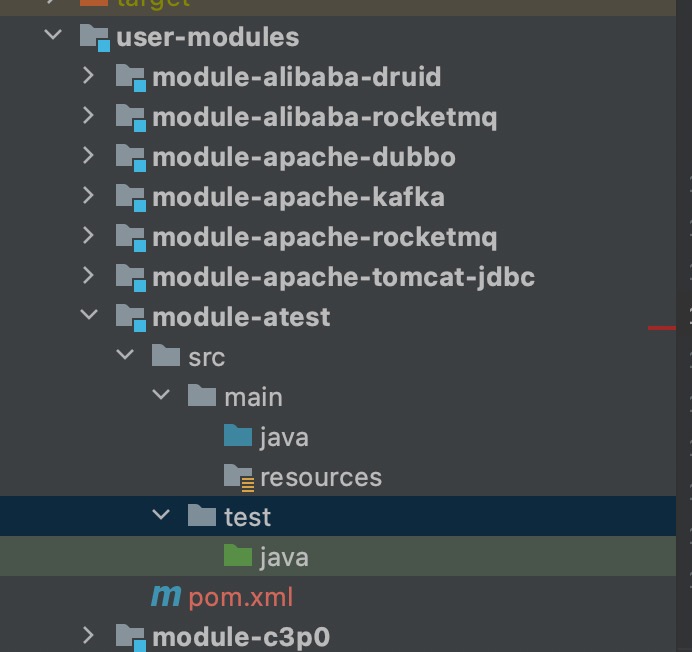 target
user-modules
module-alibaba-druid
module-alibaba-rocketmq
module-apache-dubbo
module-apache-kafka
module-apache-rocketmq
module-apache-tomcat-jdbc
module-atest
src
main
java
resources
test
java
m pom.xml
module-c3p0